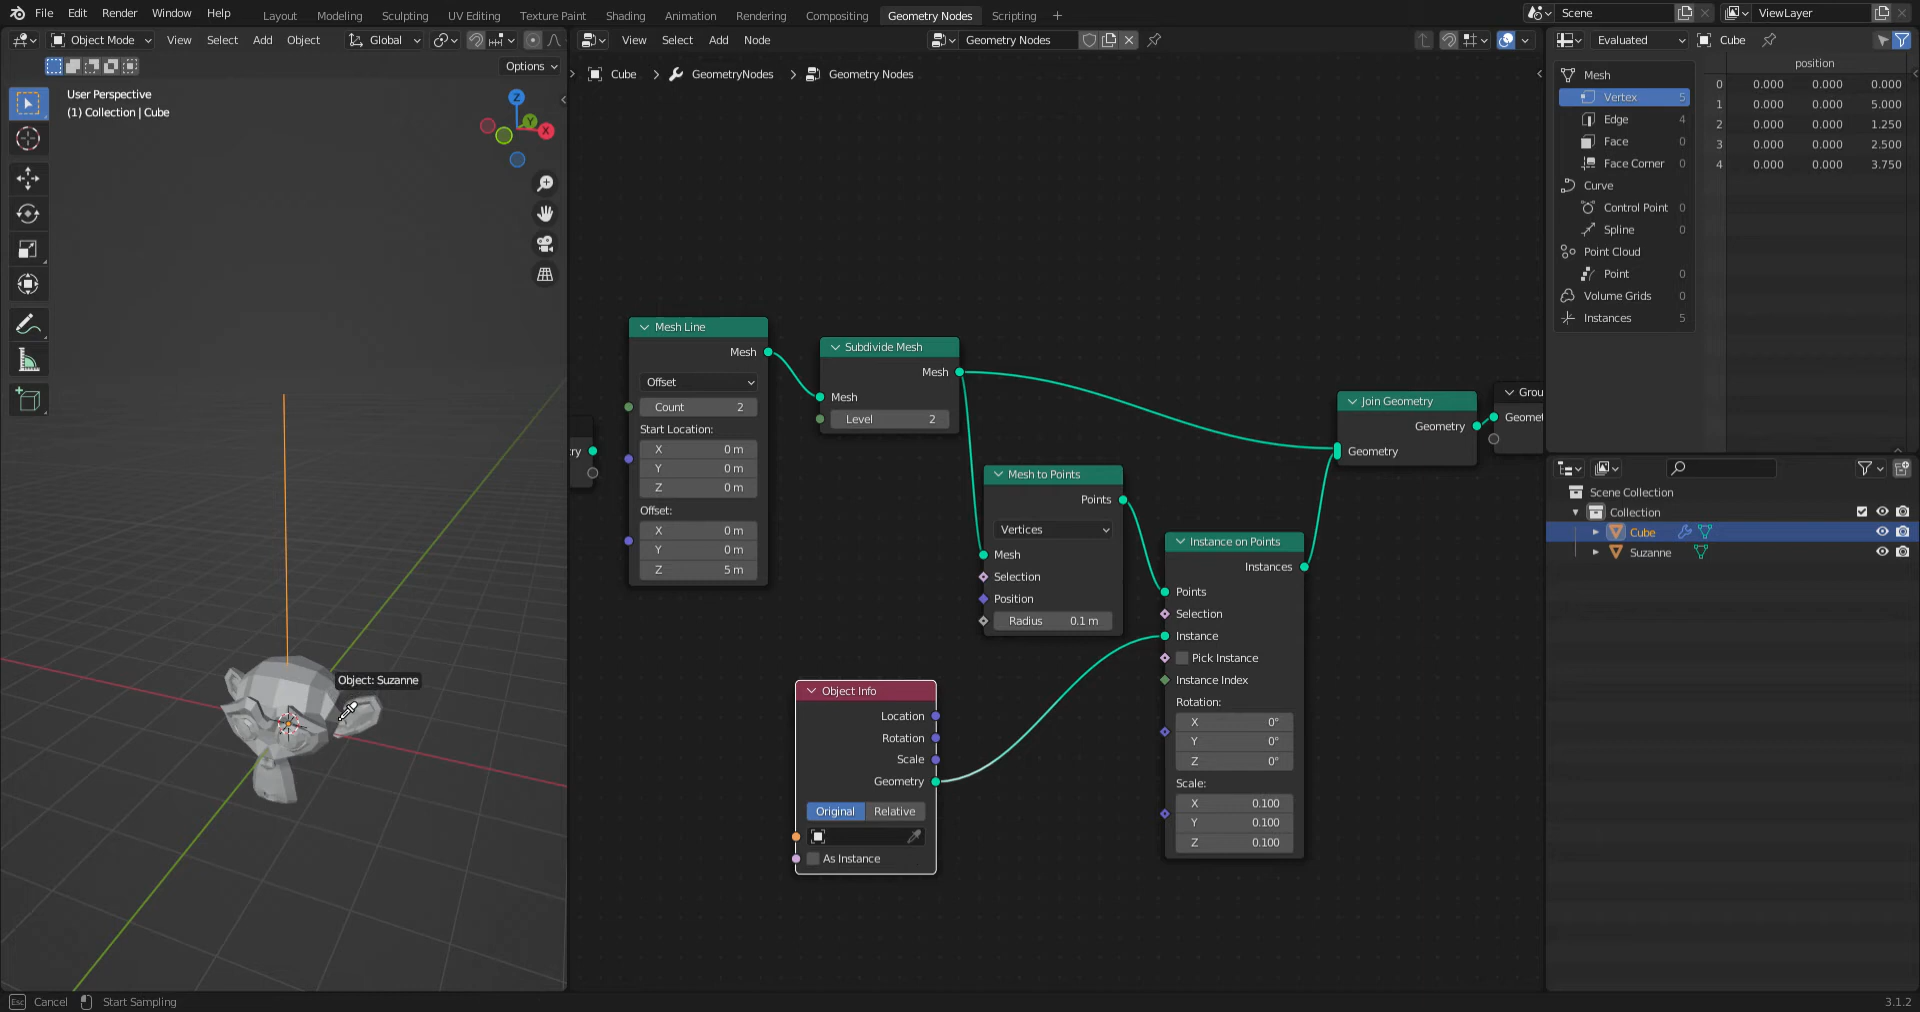 File Edit Render Window Help
Layout Modeling Sculpting UV Editing Texture Paint Shading Animation Rendering Compositing Geometry Nodes Scripting +
Scene
ViewLayer
Object Mode View Select Add Object Global
Options
User Perspective
(1) Collection | Cube
Z
Y
X
Object: Suzanne
View Select Add Node
Geometry Nodes
Cube > GeometryNodes > Geometry Nodes
ry
Mesh Line
Mesh
Offset
Count 2
Start Location:
X 0 m
Y 0 m
Z 0 m
Offset:
X 0 m
Y 0 m
Z 5 m
Subdivide Mesh
Mesh
Mesh
Level 2
Mesh to Points
Points
Vertices
Mesh
Selection
Position
Radius 0.1 m
Object Info
Location
Rotation
Scale
Geometry
Original Relative
As Instance
Instance on Points
Instances
Points
Selection
Instance
Pick Instance
Instance Index
Rotation:
X 0°
Y 0°
Z 0°
Scale:
X 0.100
Y 0.100
Z 0.100
Join Geometry
Geometry
Geometry
Grou
Geomet
Evaluated
Cube
Mesh
Vertex 5
Edge 4
Face 0
Face Corner 0
Curve
Control Point 0
Spline 0
Point Cloud
Point 0
Volume Grids 0
Instances 5
position
0 0.000 0.000 0.000
1 0.000 0.000 5.000
2 0.000 0.000 1.250
3 0.000 0.000 2.500
4 0.000 0.000 3.750
Scene Collection
Collection
Cube
Suzanne
Esc Cancel Start Sampling
3.1.2